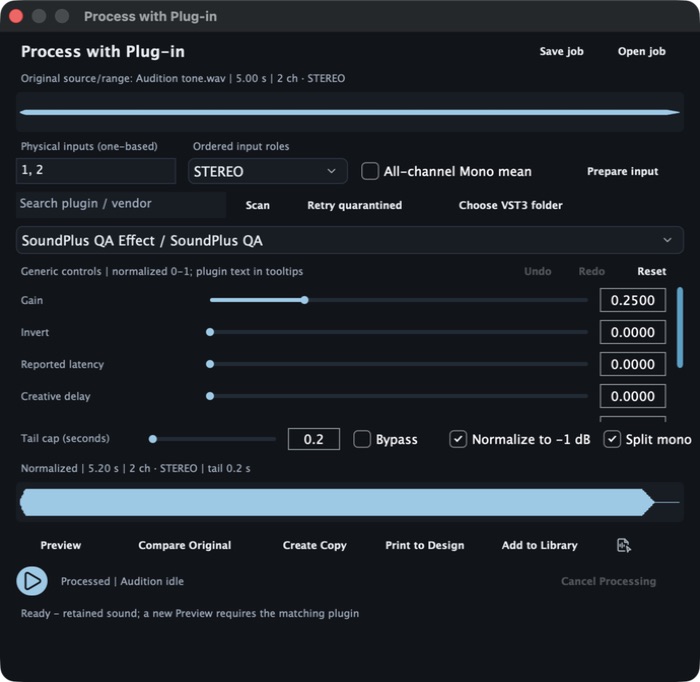 Process with Plug-in
Process with Plug-in Save job Open job
Original source/range: Audition tone.wav | 5.00 s | 2 ch · STEREO
Physical inputs (one-based) Ordered input roles
1, 2 STEREO All-channel Mono mean Prepare input
Search plugin / vendor Scan Retry quarantined Choose VST3 folder
SoundPlus QA Effect / SoundPlus QA
Generic controls | normalized 0-1; plugin text in tooltips Undo Redo Reset
Gain 0.2500
Invert 0.0000
Reported latency 0.0000
Creative delay 0.0000
Tail cap (seconds) 0.2 Bypass Normalize to -1 dB Split mono
Normalized | 5.20 s | 2 ch · STEREO | tail 0.2 s
Preview Compare Original Create Copy Print to Design Add to Library
Processed | Audition idle Cancel Processing
Ready - retained sound; a new Preview requires the matching plugin